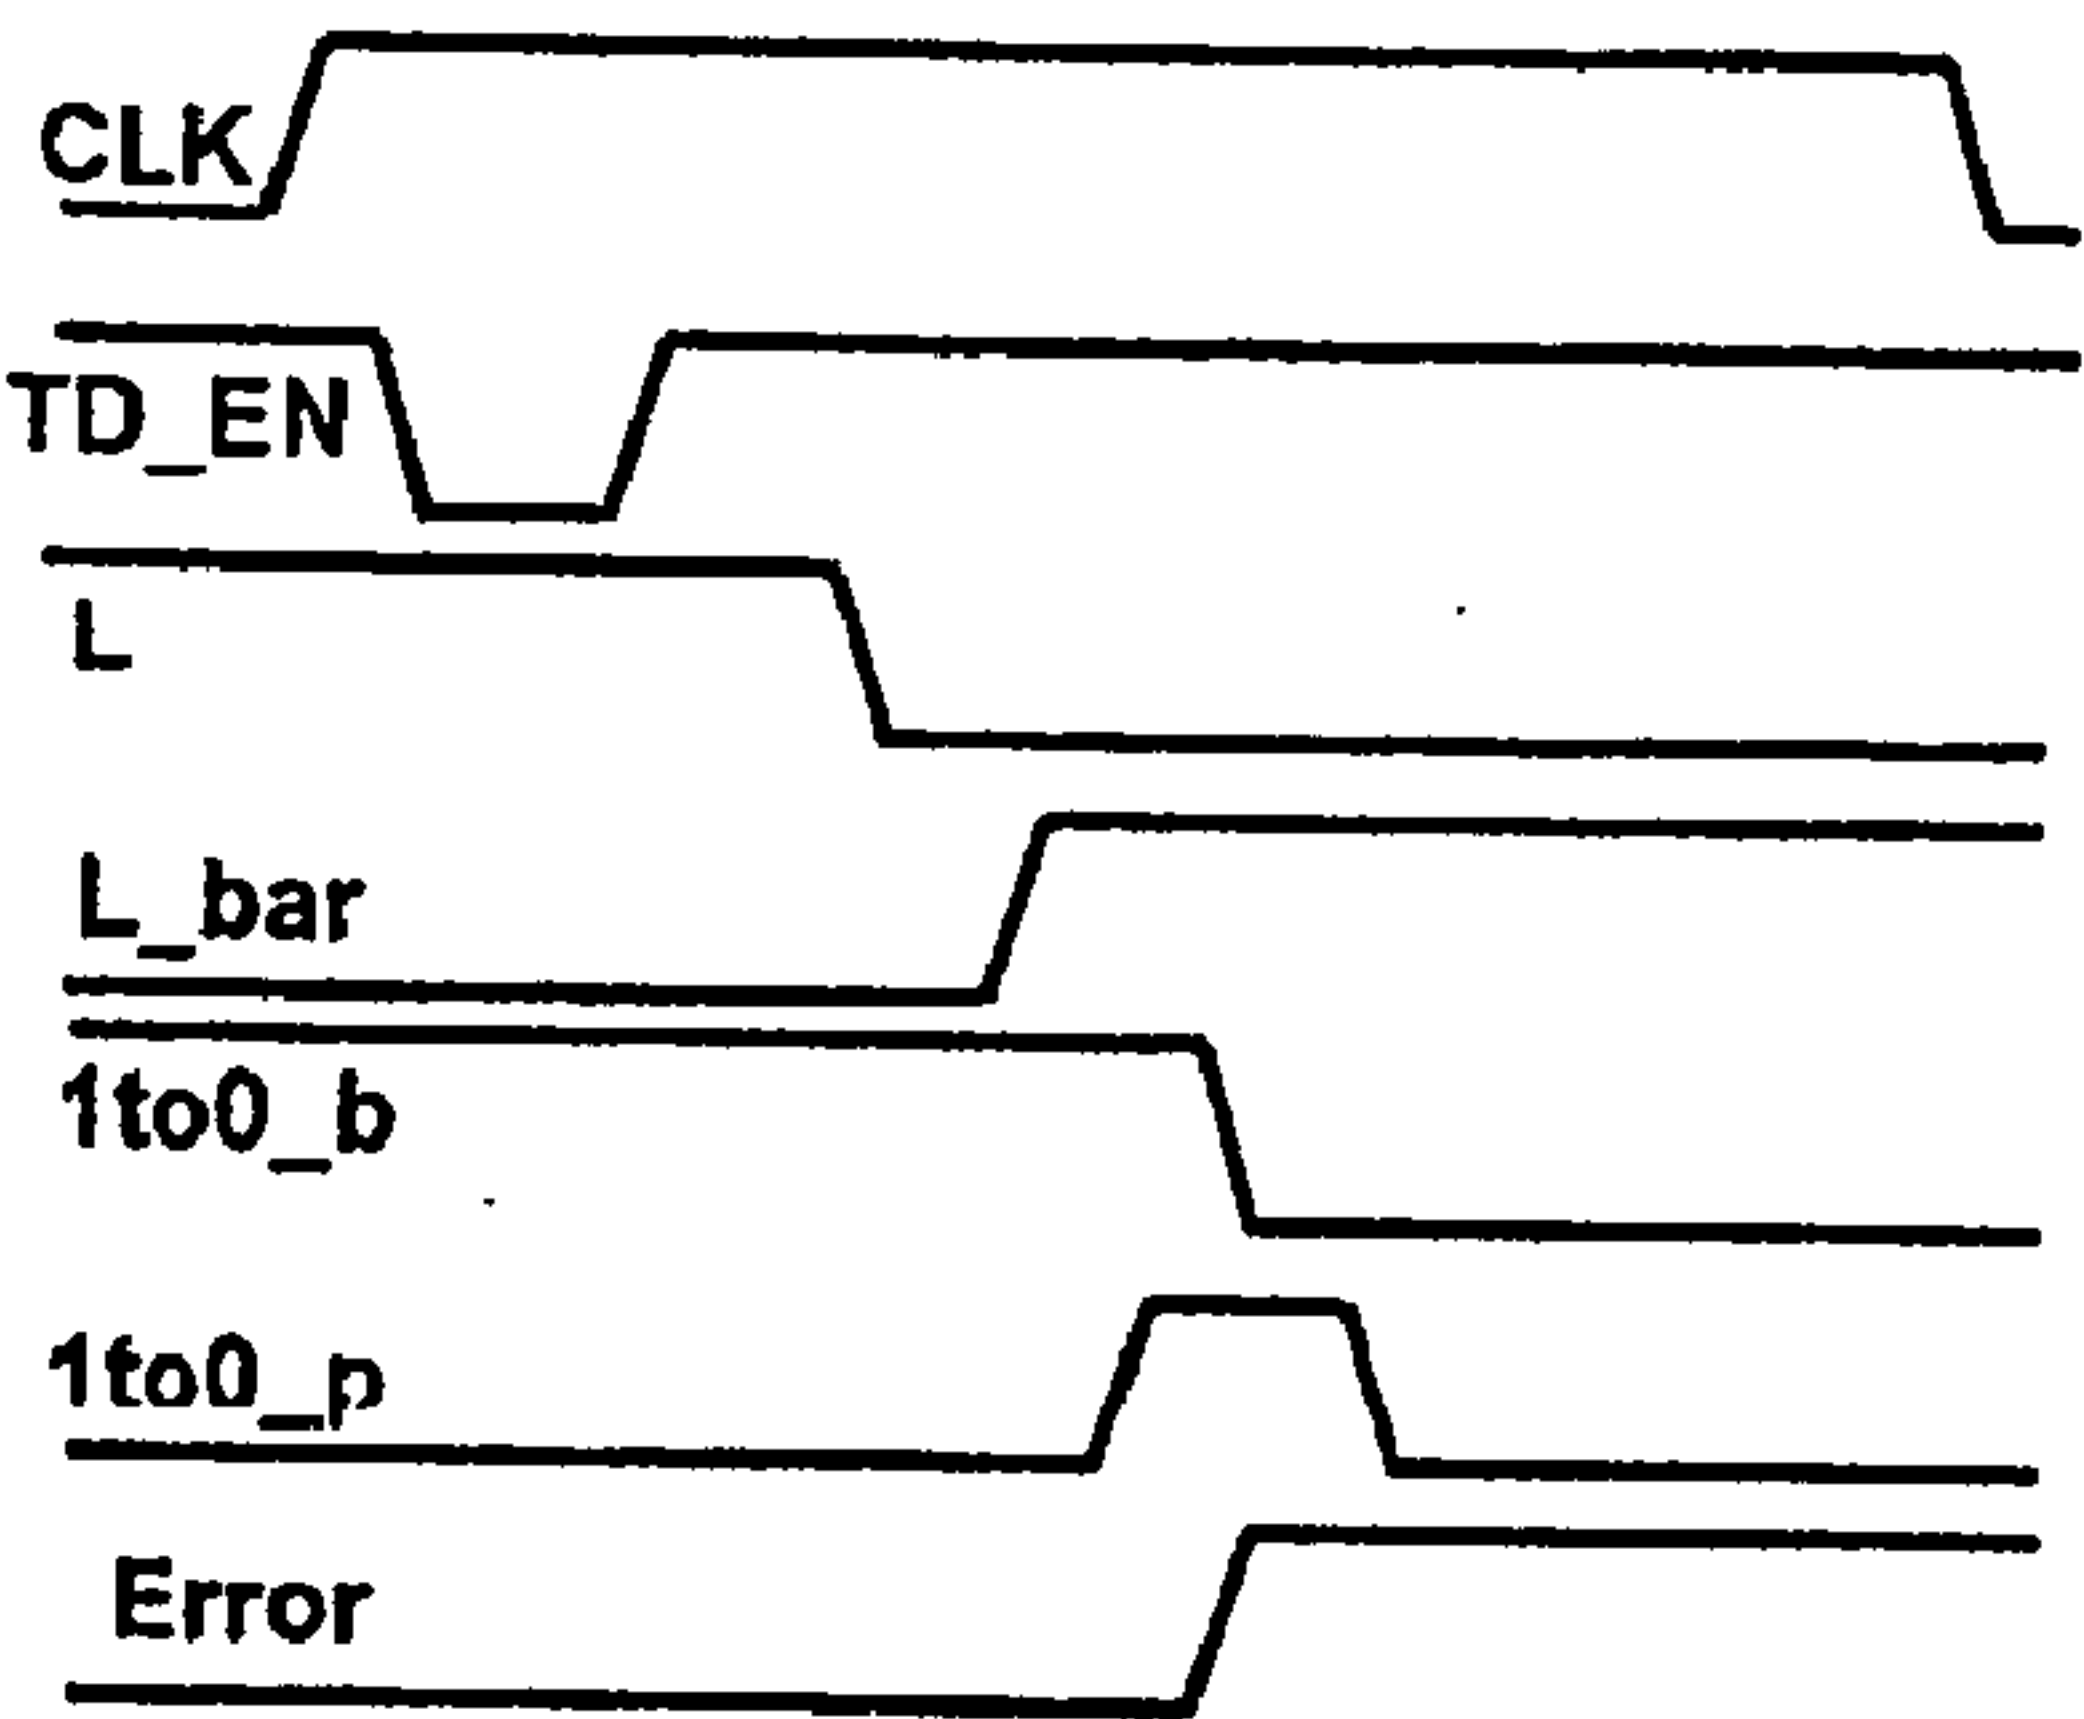 CLK
TD_EN
L
L_bar
1to0_b
1to0_p
Error